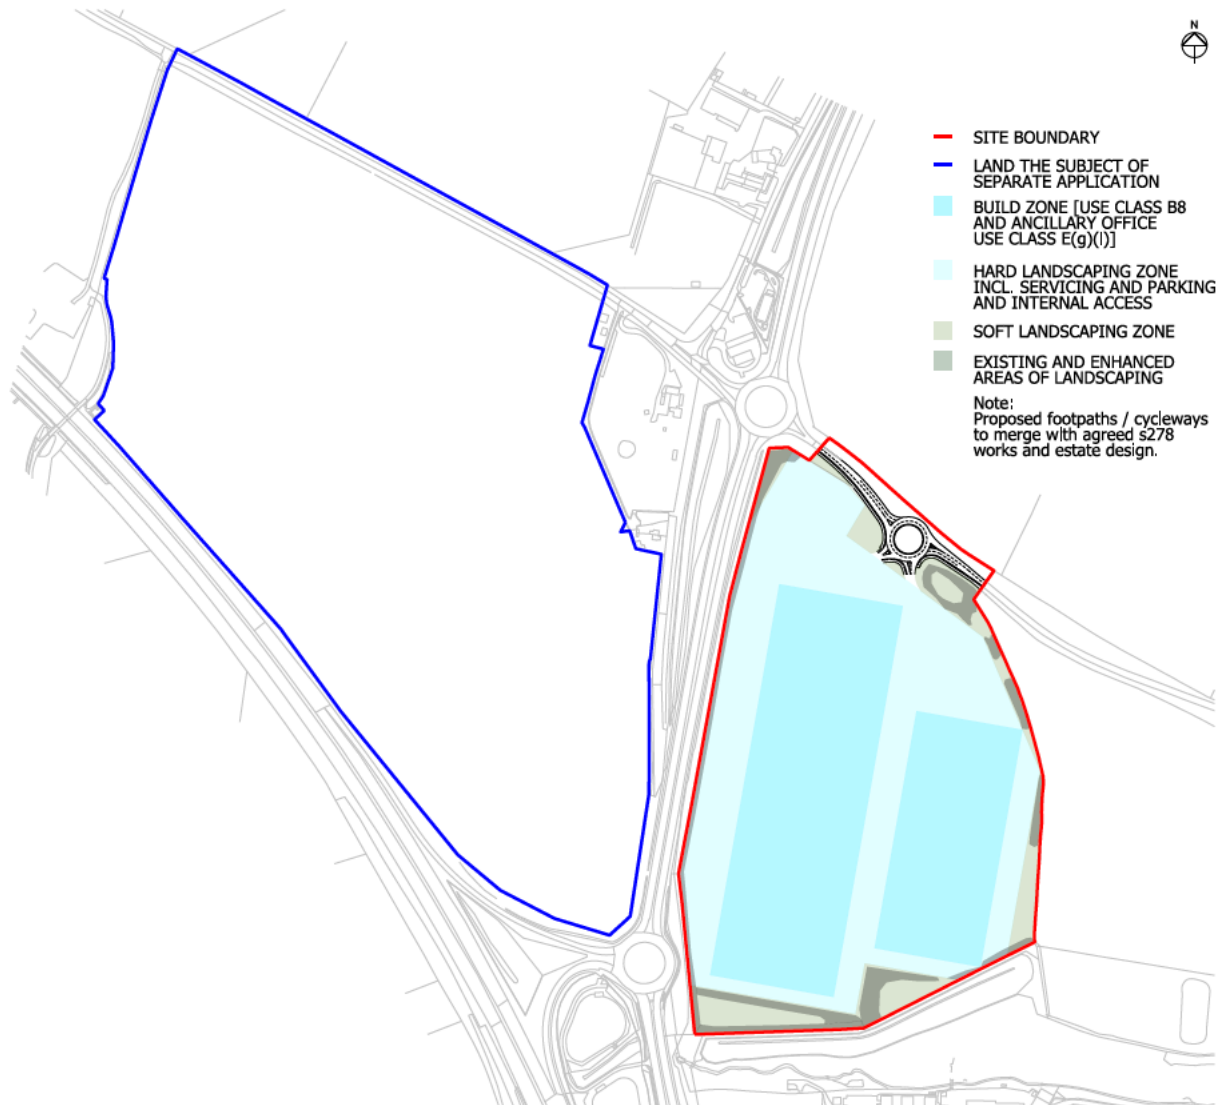 N
SITE BOUNDARY
LAND THE SUBJECT OF
SEPARATE APPLICATION
BUILD ZONE [USE CLASS B8
AND ANCILLARY OFFICE
USE CLASS E(g)(I)]
HARD LANDSCAPING ZONE
INCL. SERVICING AND PARKING
AND INTERNAL ACCESS
SOFT LANDSCAPING ZONE
EXISTING AND ENHANCED
AREAS OF LANDSCAPING
Note:
Proposed footpaths / cycleways
to merge with agreed s278
works and estate design.